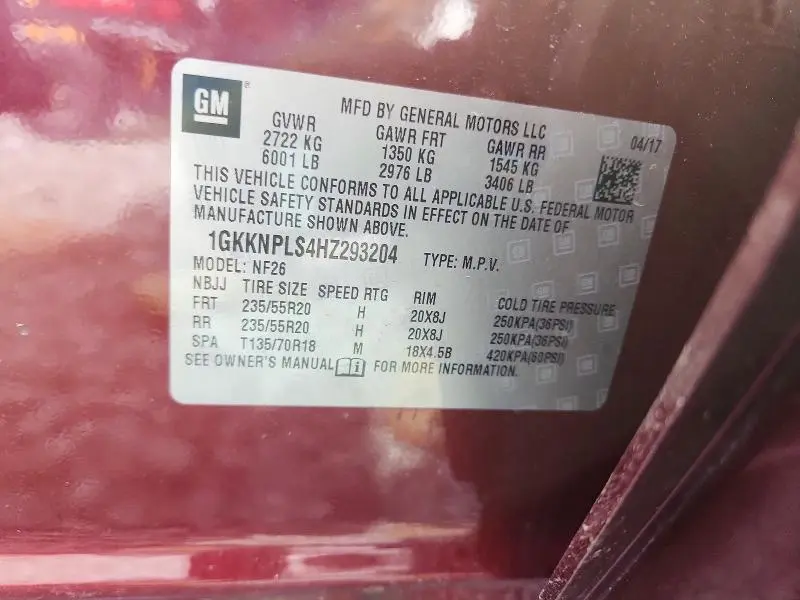 GM
MFD BY GENERAL MOTORS LLC
04/17
GVWR GAWR FRT GAWR RR
2722 KG 1350 KG 1545 KG
6001 LB 2976 LB 3406 LB
THIS VEHICLE CONFORMS TO ALL APPLICABLE U.S. FEDERAL MOTOR
VEHICLE SAFETY STANDARDS IN EFFECT ON THE DATE OF
MANUFACTURE SHOWN ABOVE.
1GKKNPLS4HZ293204 TYPE: M.P.V.
MODEL: NF26
NBJJ TIRE SIZE SPEED RTG RIM COLD TIRE PRESSURE
FRT 235/55R20 H 20X8J 250KPA(36PSI)
RR 235/55R20 H 20X8J 250KPA(36PSI)
SPA T135/70R18 M 18X4.5B 420KPA(60PSI)
SEE OWNER'S MANUAL FOR MORE INFORMATION.